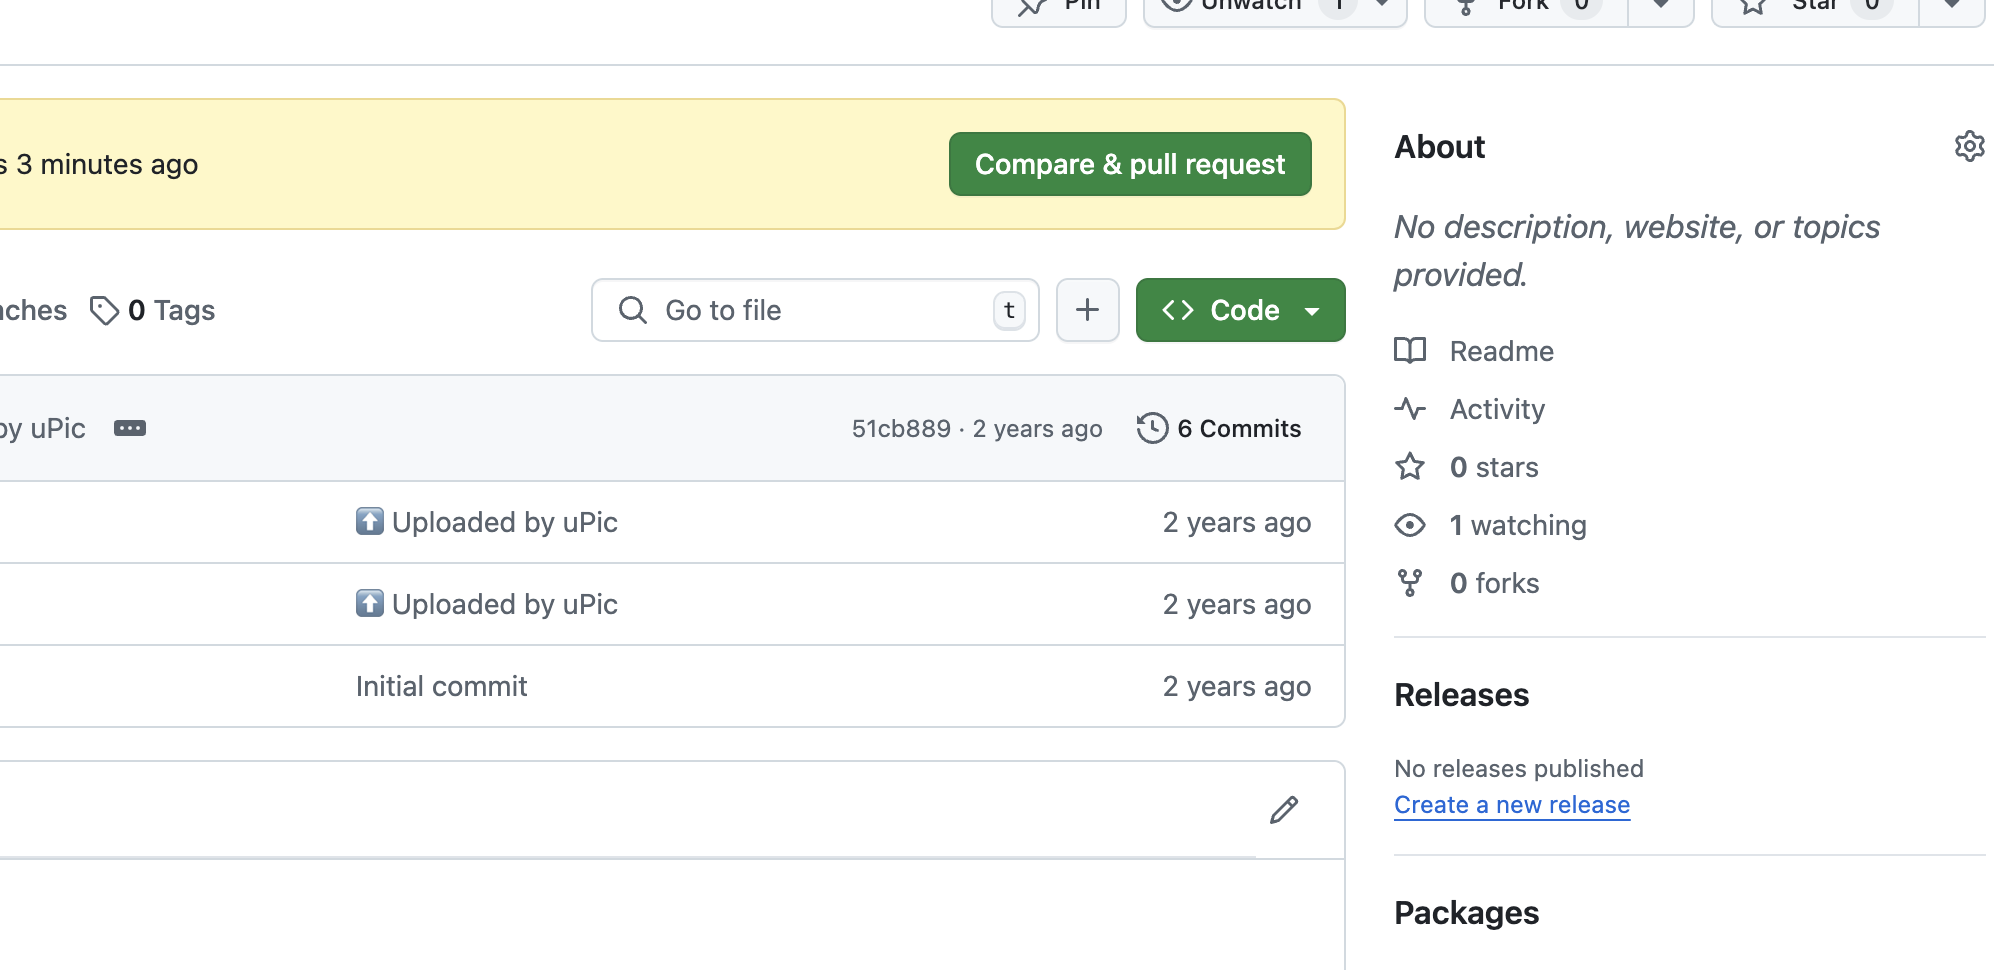 Pin
Unwatch 1
Fork 0
Star 0
s 3 minutes ago
Compare & pull request
nches
0 Tags
Go to file
t
Code
by uPic
51cb889 · 2 years ago
6 Commits
Uploaded by uPic
2 years ago
Uploaded by uPic
2 years ago
Initial commit
2 years ago
About
No description, website, or topics
provided.
Readme
Activity
0 stars
1 watching
0 forks
Releases
No releases published
Create a new release
Packages